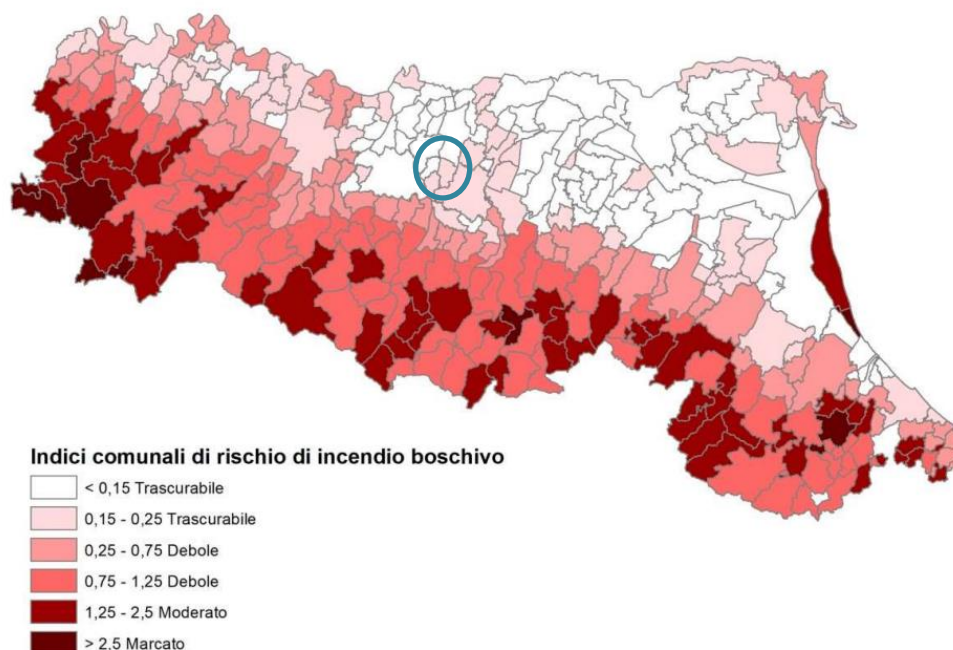 Indici comunali di rischio di incendio boschivo
< 0,15 Trascurabile
0,15 - 0,25 Trascurabile
0,25 - 0,75 Debole
0,75 - 1,25 Debole
1,25 - 2,5 Moderato
> 2,5 Marcato